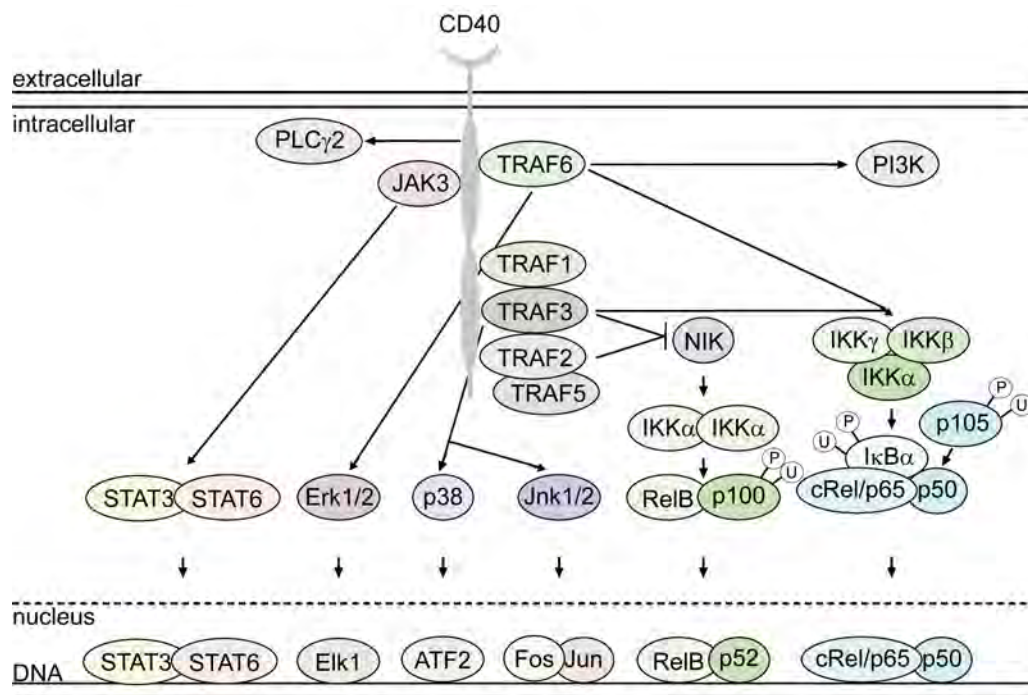 CD40
extracellular
intracellular
PLCγ2
JAK3
TRAF6
PI3K
TRAF1
TRAF3
TRAF2
TRAF5
NIK
IKKγ
IKKβ
IKKα
IKKα
IKKα
P
U
p105
P
U
IκBα
cRel/p65
p50
STAT3
STAT6
Erk1/2
p38
Jnk1/2
RelB
p100
P
U
nucleus
DNA
STAT3
STAT6
Elk1
ATF2
Fos
Jun
RelB
p52
cRel/p65
p50